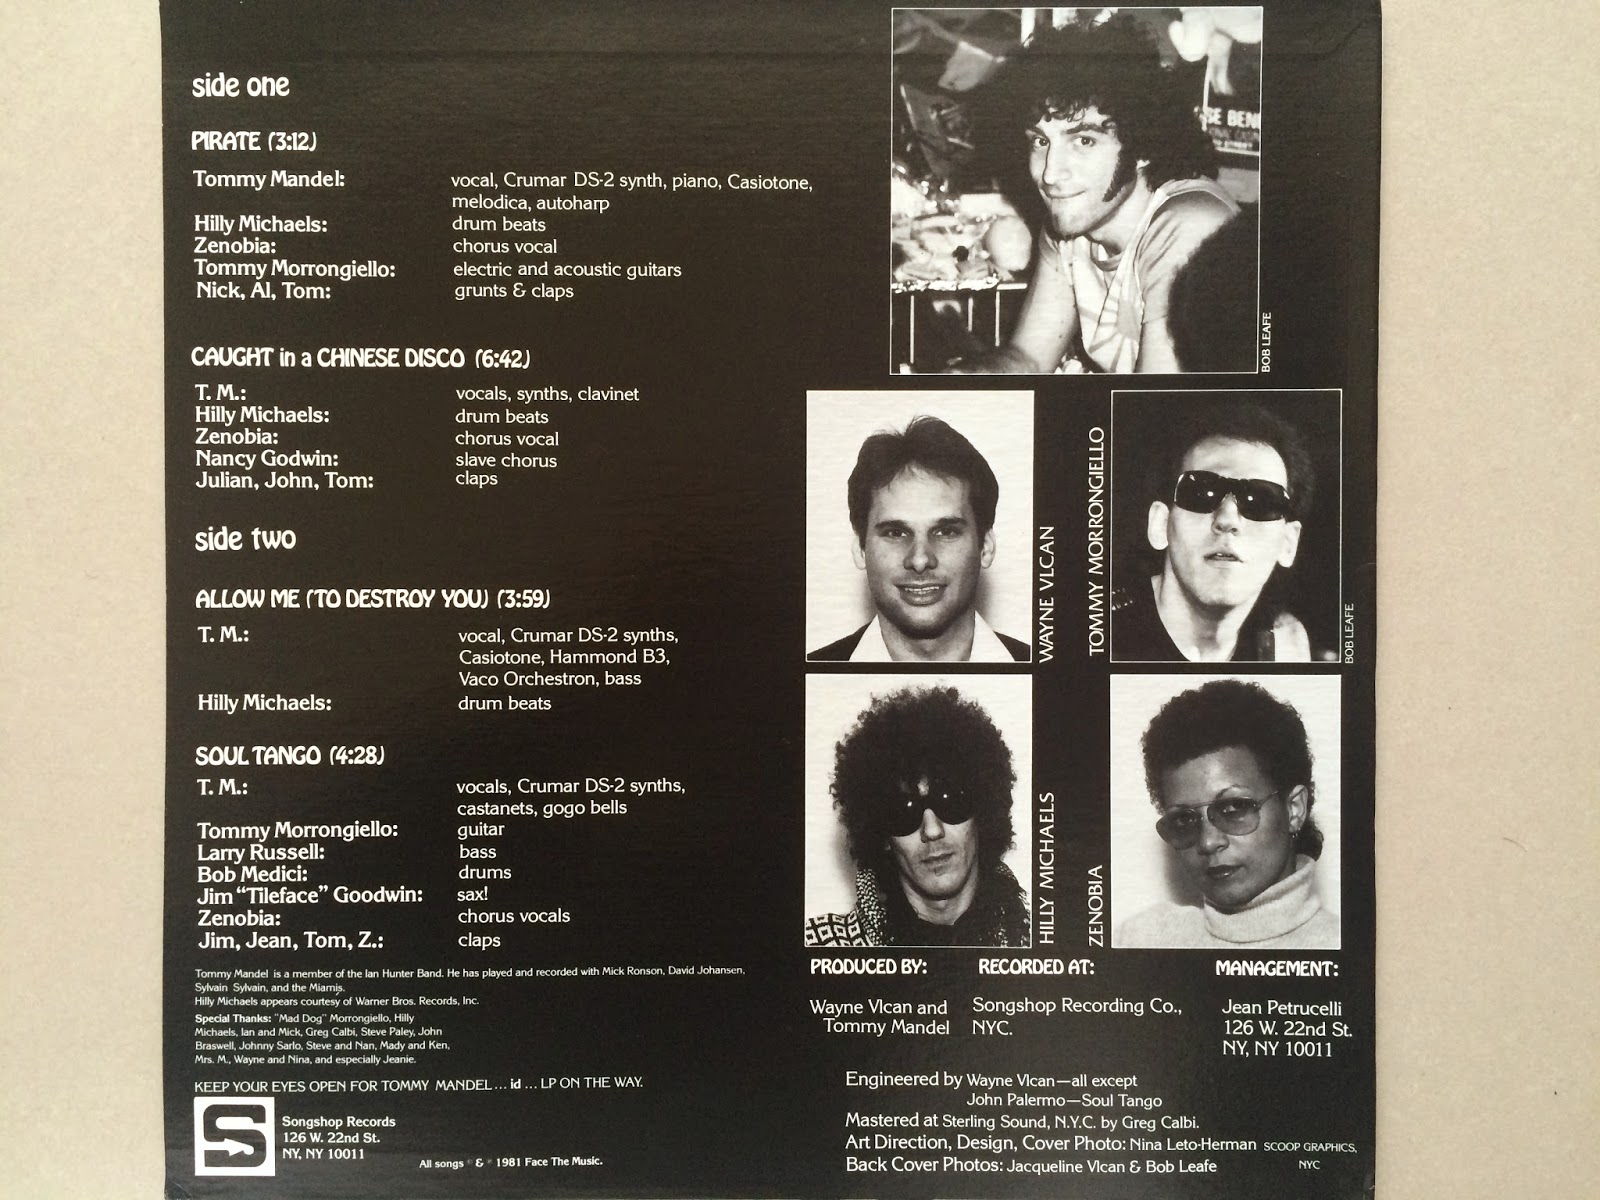 side one
PIRATE (3:12)
Tommy Mandel: vocal, Crumar DS-2 synth, piano, Casiotone,
melodica, autoharp
Hilly Michaels: drum beats
Zenobia: chorus vocal
Tommy Morrongiello: electric and acoustic guitars
Nick, Al, Tom: grunts & claps
CAUGHT in a CHINESE DISCO (6:42)
T. M.: vocals, synths, clavinet
Hilly Michaels: drum beats
Zenobia: chorus vocal
Nancy Godwin: slave chorus
Julian, John, Tom: claps
side two
ALLOW ME (TO DESTROY YOU) (3:59)
T. M.: vocal, Crumar DS-2 synths,
Casiotone, Hammond B3,
Vaco Orchestron, bass
Hilly Michaels: drum beats
SOUL TANGO (4:28)
T. M.: vocals, Crumar DS-2 synths,
castanets, gogo bells
Tommy Morrongiello: guitar
Larry Russell: bass
Bob Medici: drums
Jim "Tileface" Goodwin: sax!
Zenobia: chorus vocals
Jim, Jean, Tom, Z.: claps
Tommy Mandel is a member of the Ian Hunter Band. He has played and recorded with Mick Ronson, David Johansen,
Sylvain Sylvain, and the Miamis.
Hilly Michaels appears courtesy of Warner Bros. Records, Inc.
Special Thanks: "Mad Dog" Morrongiello, Hilly
Michaels, Ian and Mick, Greg Calbi, Steve Paley, John
Braswell, Johnny Sarlo, Steve and Nan, Mady and Ken,
Mrs. M., Wayne and Nina, and especially Jeanie.
KEEP YOUR EYES OPEN FOR TOMMY MANDEL... id ... LP ON THE WAY.
S
Songshop Records
126 W. 22nd St.
NY, NY 10011
All songs © & ℗ 1981 Face The Music.
BE BEN
BOB LEAFE
WAYNE VLCAN
TOMMY MORRONGIELLO
BOB LEAFE
HILLY MICHAELS
ZENOBIA
PRODUCED BY:
Wayne Vlcan and
Tommy Mandel
RECORDED AT:
Songshop Recording Co.,
NYC.
MANAGEMENT:
Jean Petrucelli
126 W. 22nd St.
NY, NY 10011
Engineered by Wayne Vlcan—all except
John Palermo—Soul Tango
Mastered at Sterling Sound, N.Y.C. by Greg Calbi.
Art Direction, Design, Cover Photo: Nina Leto-Herman SCOOP GRAPHICS,
NYC
Back Cover Photos: Jacqueline Vlcan & Bob Leafe